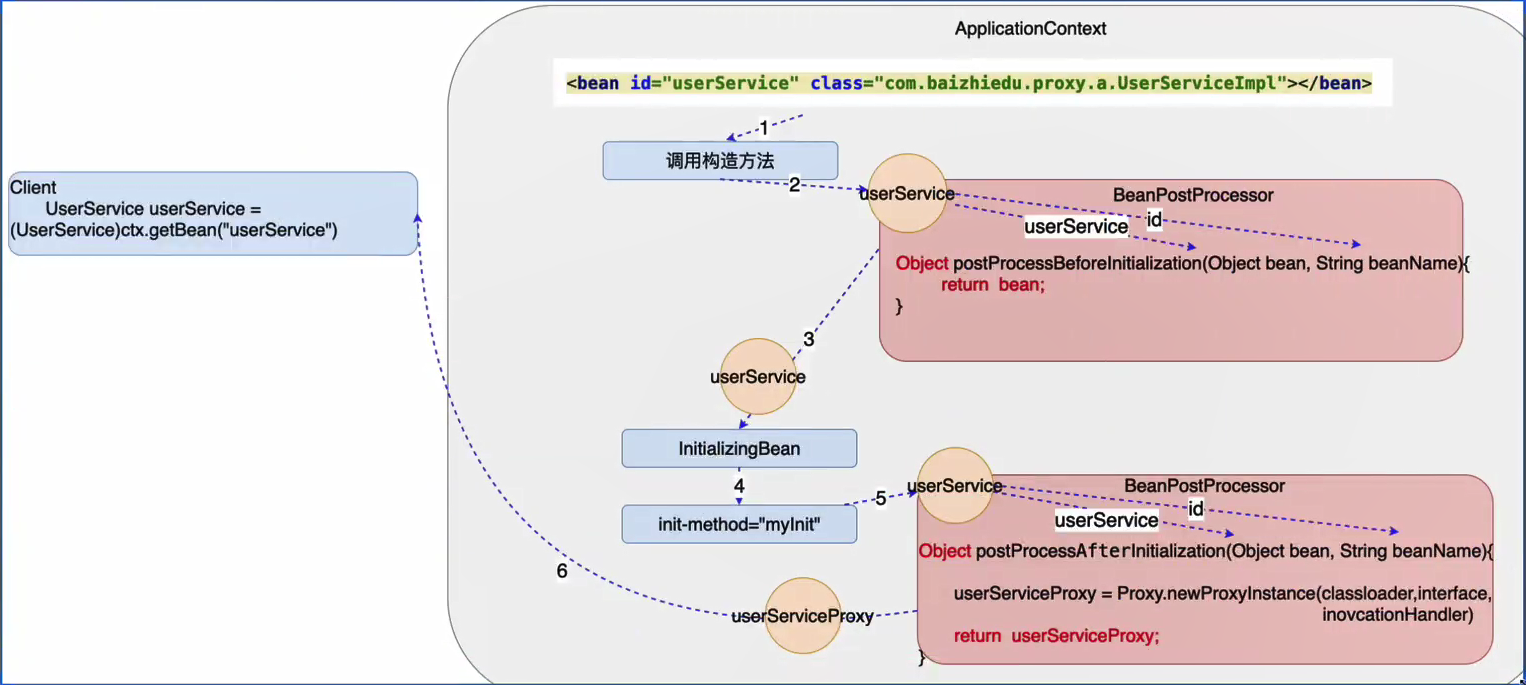 ApplicationContext
<bean id="userService" class="com.baizhiedu.proxy.a.UserServiceImpl"></bean>
1
调用构造方法
2
userService
BeanPostProcessor
id
userService
Object postProcessBeforeInitialization(Object bean, String beanName){
return bean;
}
Client
UserService userService =
(UserService)ctx.getBean("userService")
3
userService
InitializingBean
4
init-method="myInit"
5
userService
BeanPostProcessor
id
userService
Object postProcessAfterInitialization(Object bean, String beanName){
userServiceProxy = Proxy.newProxyInstance(classloader,interface,
inovcationHandler)
return userServiceProxy;
}
6
userServiceProxy